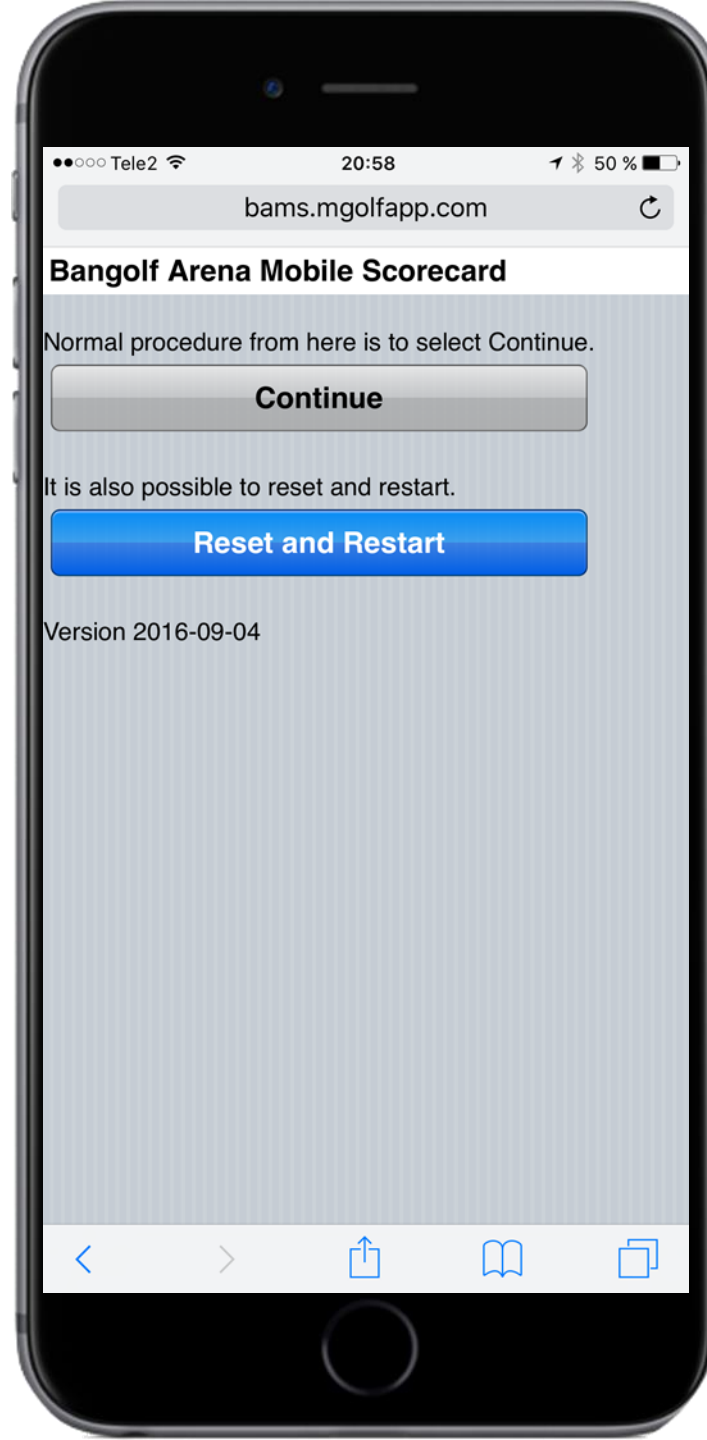 Tele2 20:58 50 %
bams.mgolfapp.com
Bangolf Arena Mobile Scorecard
Normal procedure from here is to select Continue.
Continue
It is also possible to reset and restart.
Reset and Restart
Version 2016-09-04